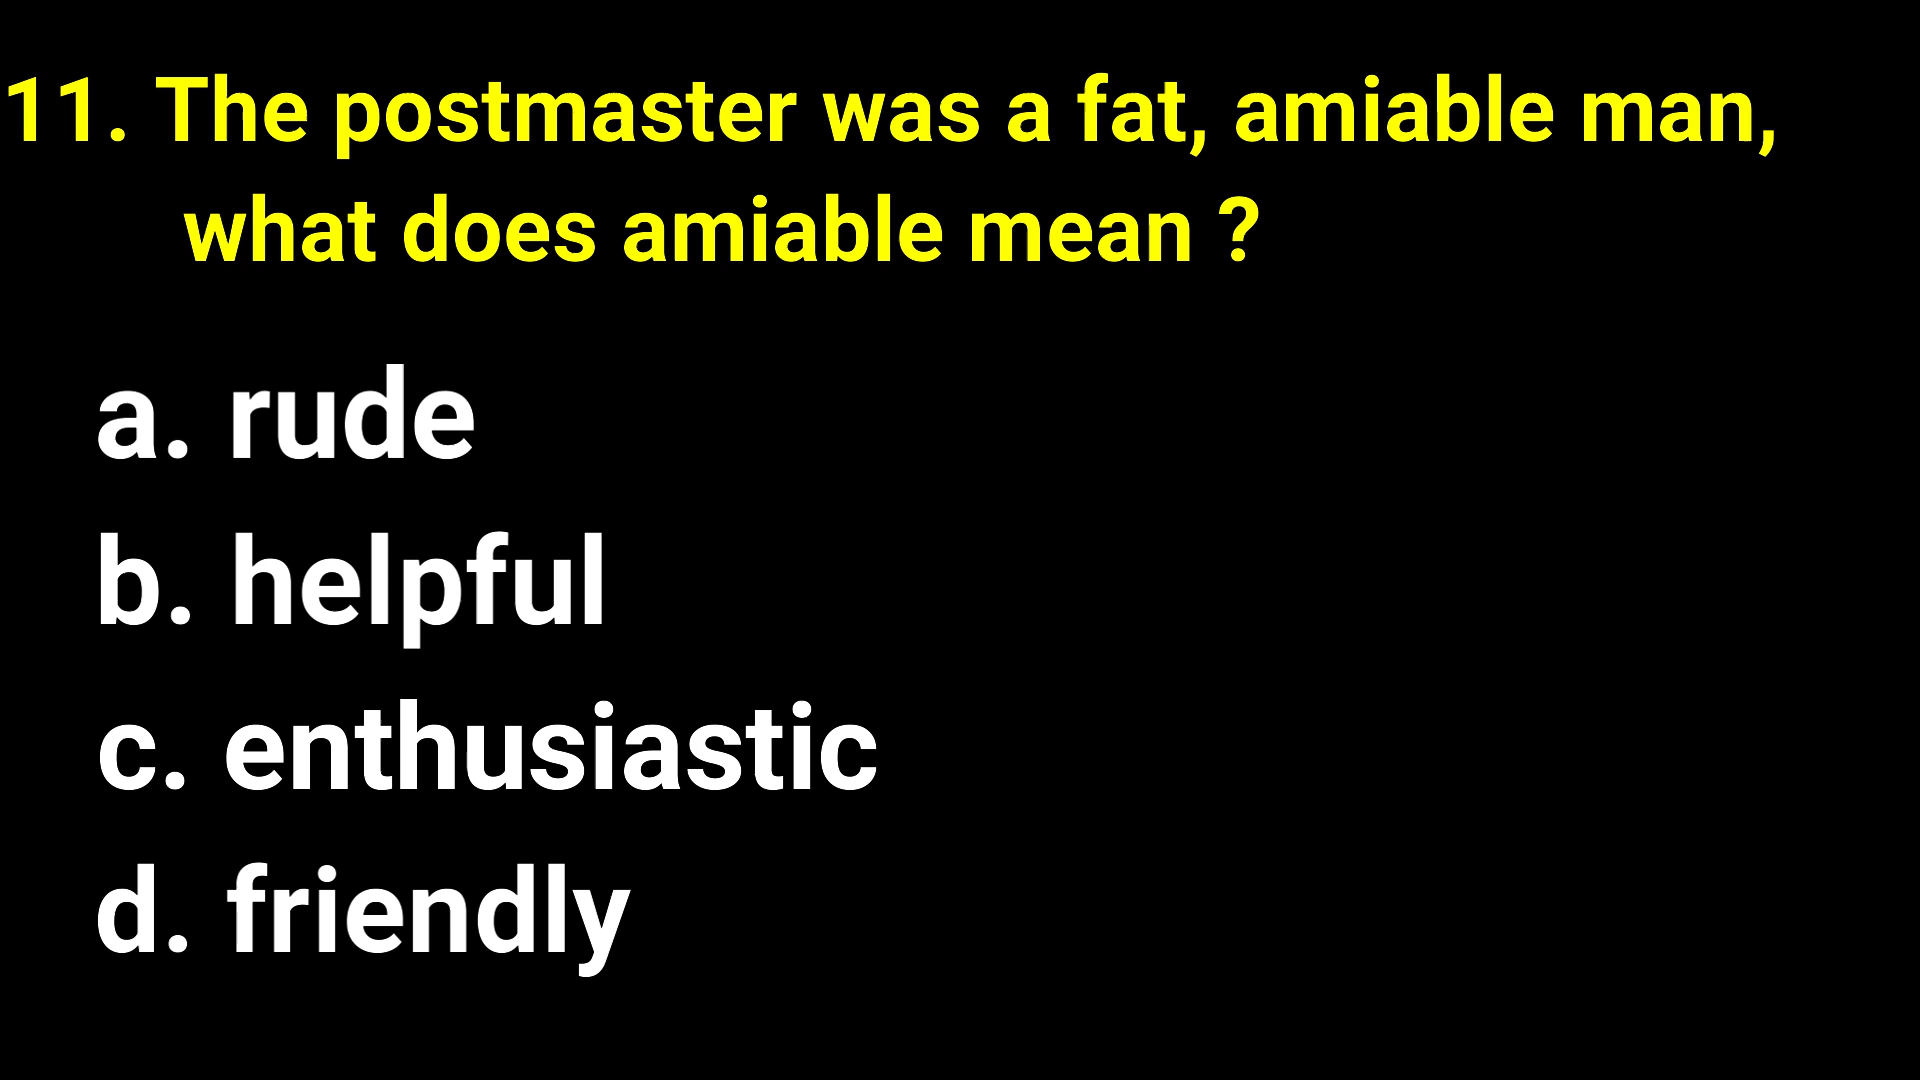 11. The postmaster was a fat, amiable man,
what does amiable mean ?
a. rude
b. helpful
c. enthusiastic
d. friendly